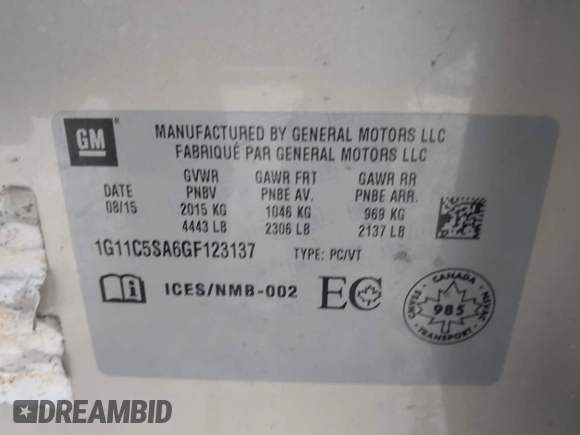 GM
MANUFACTURED BY GENERAL MOTORS LLC
FABRIQUÉ PAR GENERAL MOTORS LLC
DATE
08/15
GVWR
PNBV
2015 KG
4443 LB
GAWR FRT
PNBE AV.
1046 KG
2306 LB
GAWR RR
PNBE ARR.
969 KG
2137 LB
1G11C5SA6GF123137 TYPE: PC/VT
ICES/NMB-002
EC
CANADA
985
TRANSPORT
DREAMBID